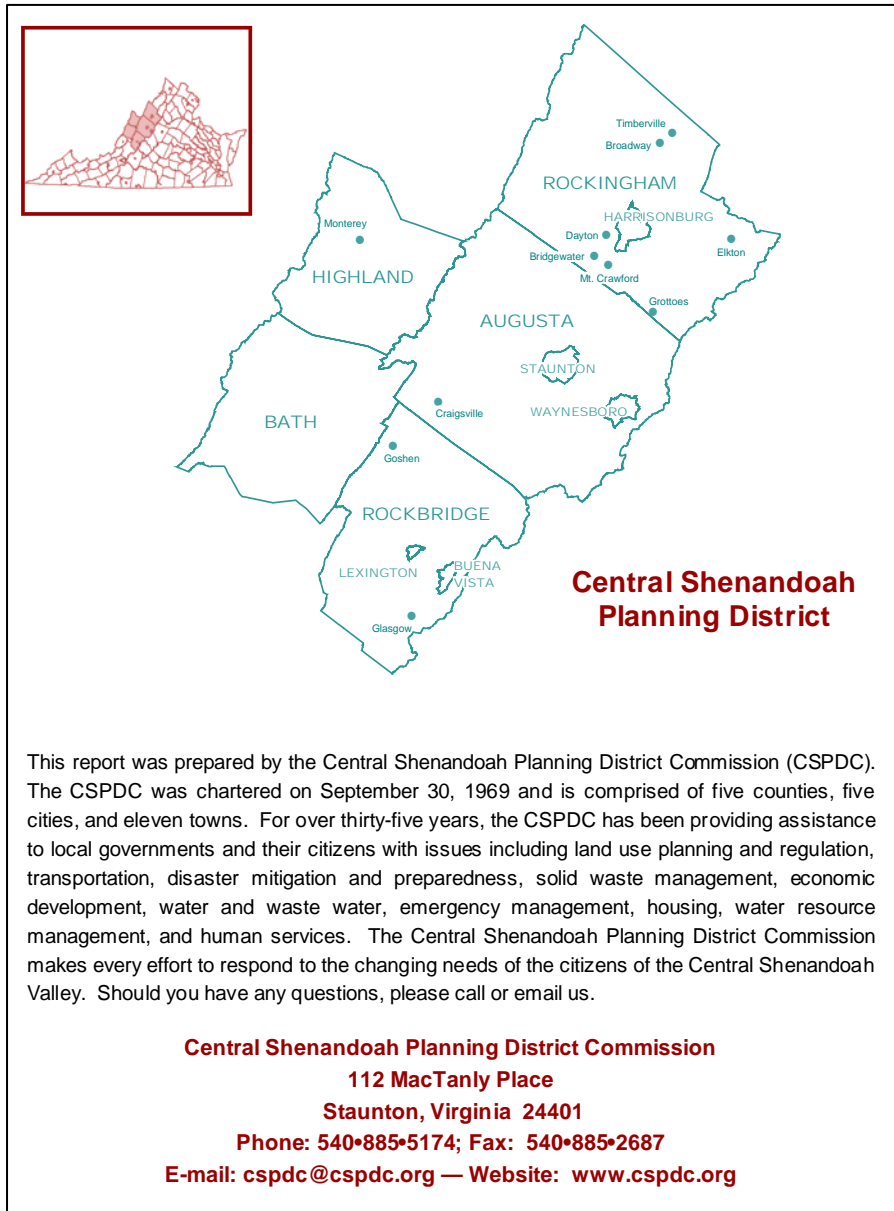 Timberville
Broadway
ROCKINGHAM
HARRISONBURG
Monterey
Dayton
Elkton
Bridgewater
HIGHLAND
Mt. Crawford
Grottoes
AUGUSTA
STAUNTON
Craigsville
WAYNESBORO
BATH
Goshen
ROCKBRIDGE
LEXINGTON
BUENA
VISTA
Glasgow
Central Shenandoah
Planning District
This report was prepared by the Central Shenandoah Planning District Commission (CSPDC).
The CSPDC was chartered on September 30, 1969 and is comprised of five counties, five
cities, and eleven towns. For over thirty-five years, the CSPDC has been providing assistance
to local governments and their citizens with issues including land use planning and regulation,
transportation, disaster mitigation and preparedness, solid waste management, economic
development, water and waste water, emergency management, housing, water resource
management, and human services. The Central Shenandoah Planning District Commission
makes every effort to respond to the changing needs of the citizens of the Central Shenandoah
Valley. Should you have any questions, please call or email us.
Central Shenandoah Planning District Commission
112 MacTanly Place
Staunton, Virginia 24401
Phone: 540•885•5174; Fax: 540•885•2687
E-mail: cspdc@cspdc.org — Website: www.cspdc.org